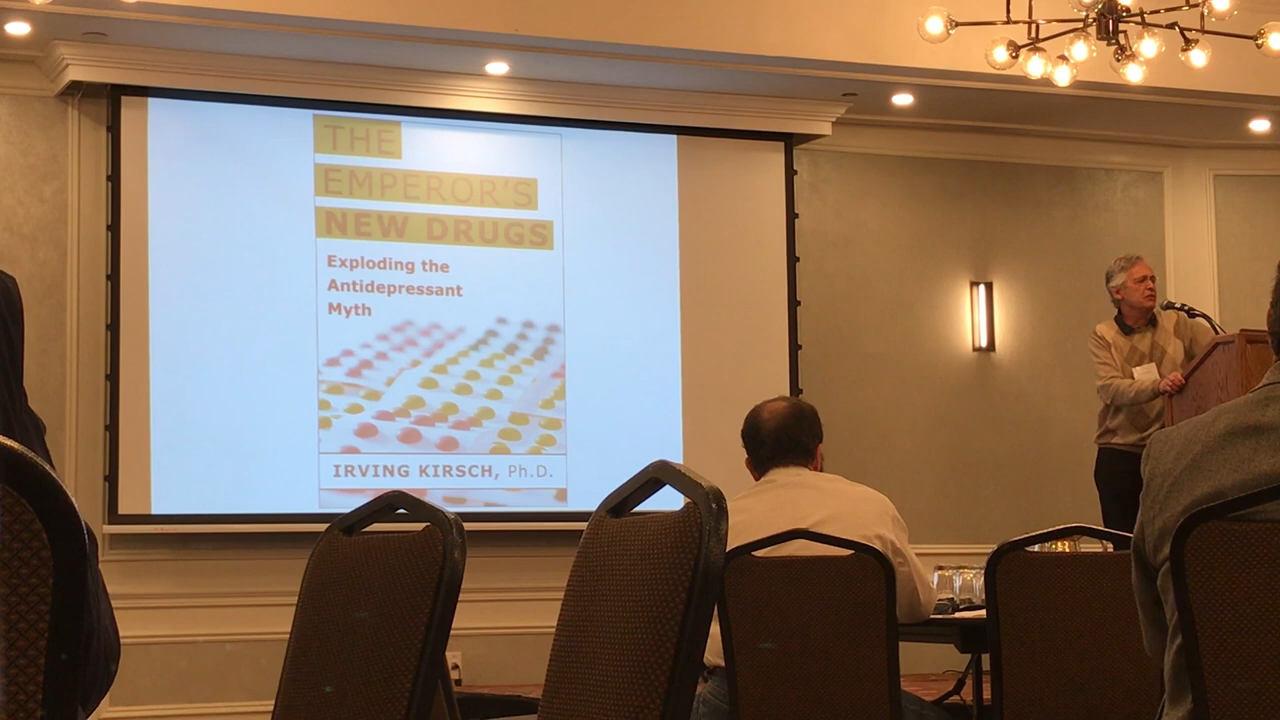 THE
EMPEROR'S
NEW DRUGS
Exploding the
Antidepressant
Myth
IRVING KIRSCH, Ph.D.